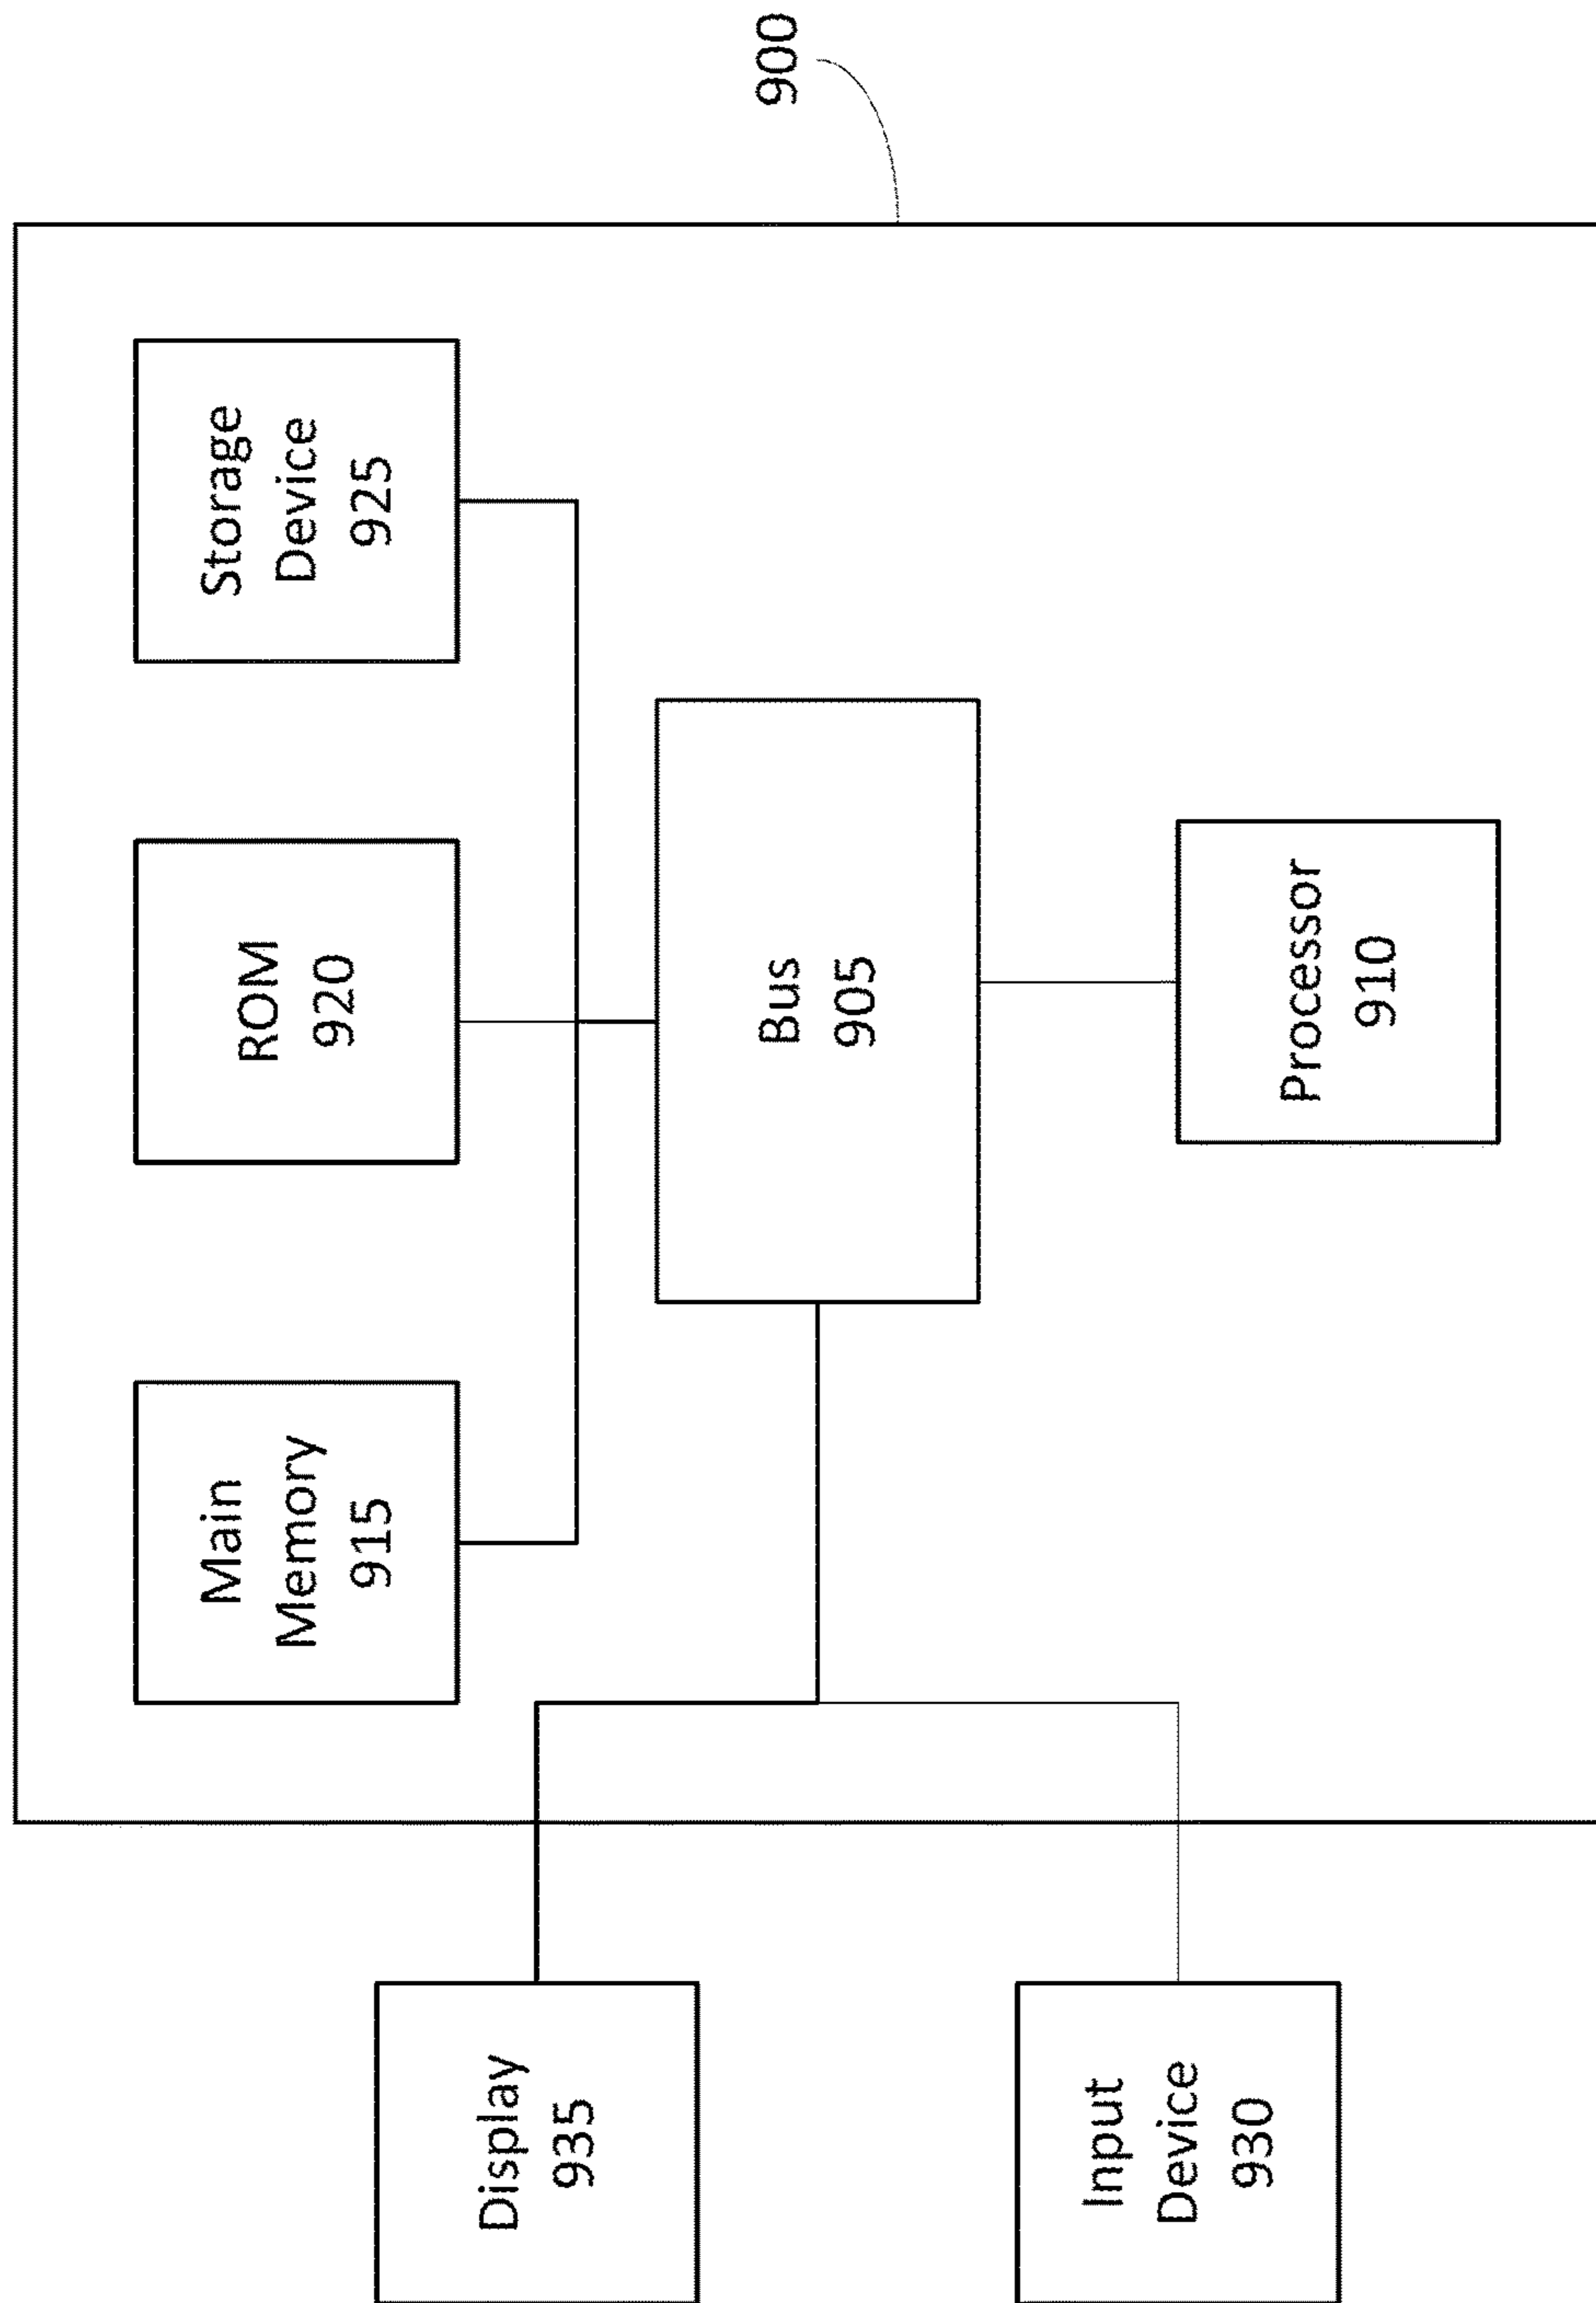 Main
Memory
915
ROM
920
Storage
Device
925
Display
935
Bus
905
900
Input
Device
930
Processor
910